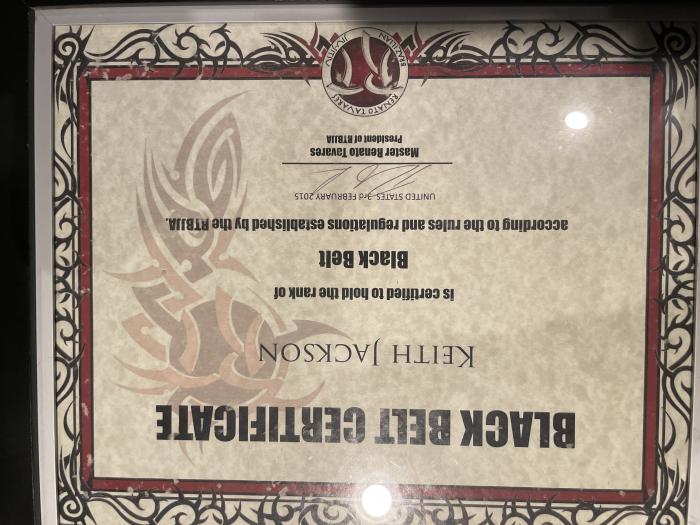 BLACK BELT CERTIFICATE
KEITH JACKSON
is certified to hold the rank of
Black Belt
according to the rules and regulations established by the RTBJJA.
UNITED STATES 3rd FEBRUARY 2015
Master Renato Tavares
President of RTBJJA
RENATO TAVARES
BRAZILIAN
JIU-JITSU